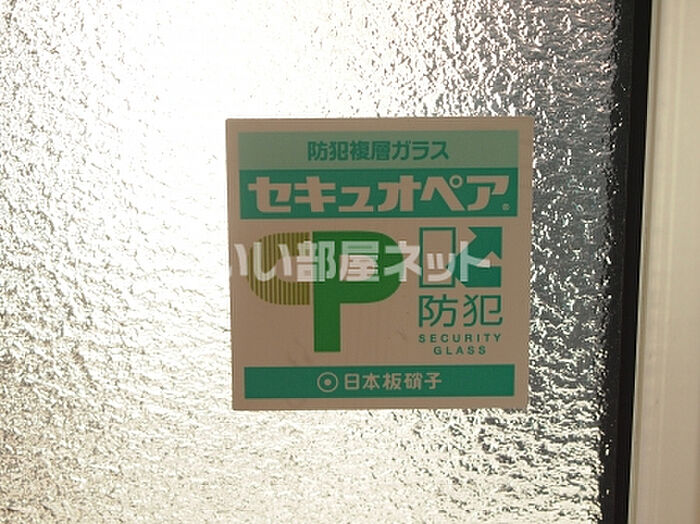 防犯複層ガラス
セキュオペア®
CP
いい部屋ネット
防犯
SECURITY
GLASS
日本板硝子